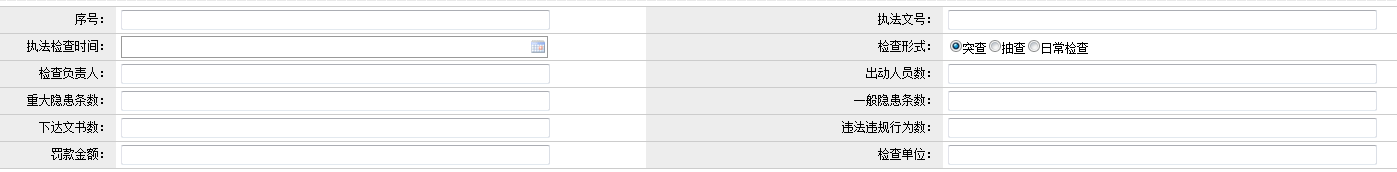 序号： 执法文号：
执法检查时间： 检查形式： 突查 抽查 日常检查
检查负责人： 出动人员数：
重大隐患条数： 一般隐患条数：
下达文书数： 违法违规行为数：
罚款金额： 检查单位：